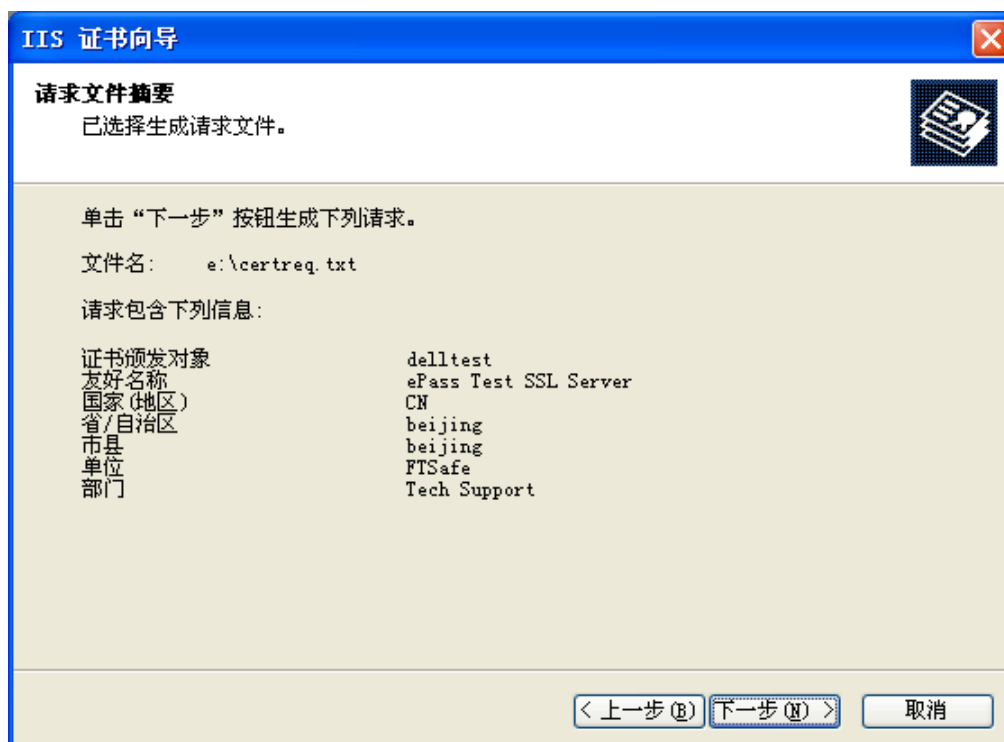 IIS 证书向导
请求文件摘要
已选择生成请求文件。
单击“下一步”按钮生成下列请求。
文件名: e:\certreq.txt
请求包含下列信息:
证书颁发对象 delltest
友好名称 ePass Test SSL Server
国家(地区) CN
省/自治区 beijing
市县 beijing
单位 FTSafe
部门 Tech Support
< 上一步(B) 下一步(N) > 取消